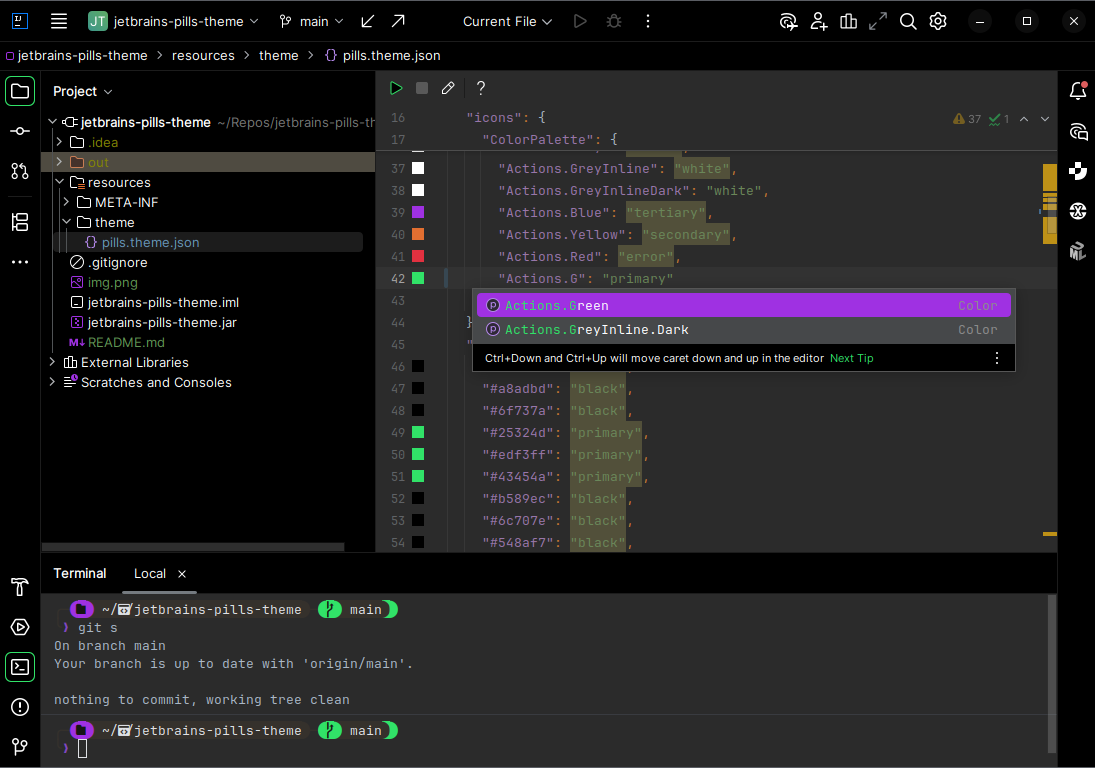 JT jetbrains-pills-theme main Current File
jetbrains-pills-theme resources theme {} pills.theme.json
Project
jetbrains-pills-theme ~/Repos/jetbrains-pills-th
.idea
out
resources
META-INF
theme
{} pills.theme.json
.gitignore
img.png
jetbrains-pills-theme.iml
jetbrains-pills-theme.jar
M↓ README.md
External Libraries
Scratches and Consoles
?
16 "icons": {
37 1
17 "ColorPalette": {
37 "Actions.GreyInline": "white",
38 "Actions.GreyInlineDark": "white",
39 "Actions.Blue": "tertiary",
40 "Actions.Yellow": "secondary",
41 "Actions.Red": "error",
42 "Actions.G": "primary"
43
44 }
45 "
46
47 "#a8adbd": "black",
48 "#6f737a": "black",
49 "#25324d": "primary",
50 "#edf3ff": "primary",
51 "#43454a": "primary",
52 "#b589ec": "black",
53 "#6c707e": "black",
54 "#548af7": "black",
p Actions.Green Color
p Actions.GreyInline.Dark Color
Ctrl+Down and Ctrl+Up will move caret down and up in the editor Next Tip
ML
Terminal Local
~/ /jetbrains-pills-theme main
❯ git s
On branch main
Your branch is up to date with 'origin/main'.
nothing to commit, working tree clean
~/ /jetbrains-pills-theme main
❯